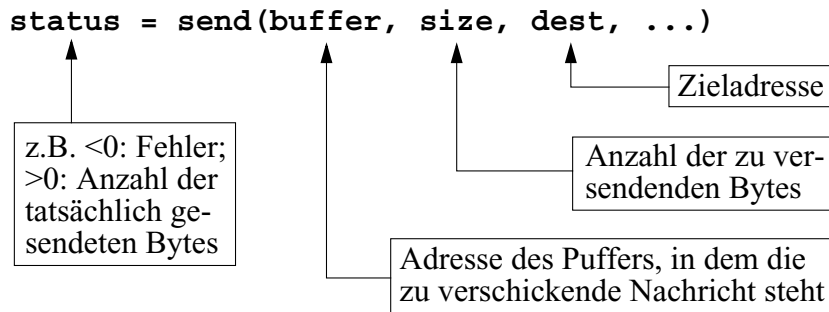 status = send(buffer, size, dest, ...)
Zieladresse
z.B. <0: Fehler;
>0: Anzahl der
tatsächlich ge-
sendeten Bytes
Anzahl der zu ver-
sendenden Bytes
Adresse des Puffers, in dem die
zu verschickende Nachricht steht